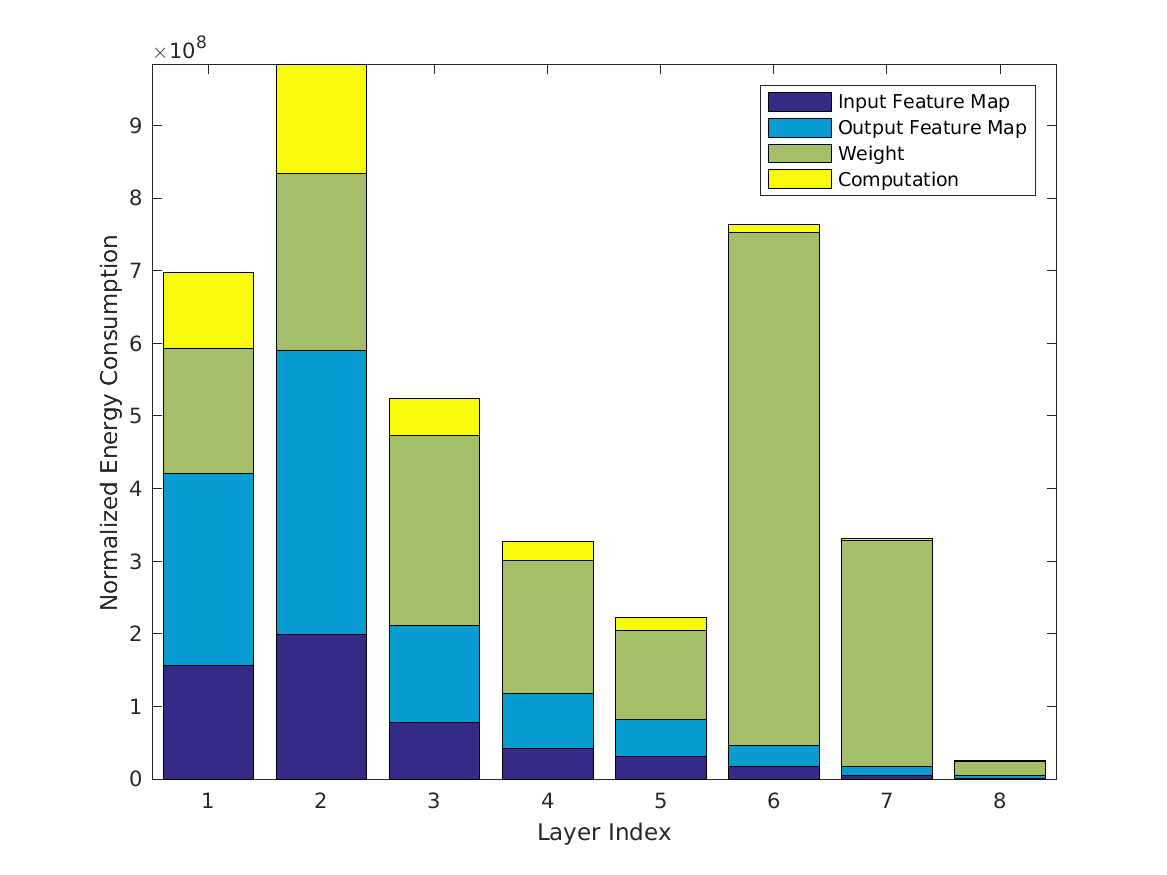 ×10^8
9
8
7
6
5
4
3
2
1
0
Normalized Energy Consumption
Input Feature Map
Output Feature Map
Weight
Computation
1 2 3 4 5 6 7 8
Layer Index